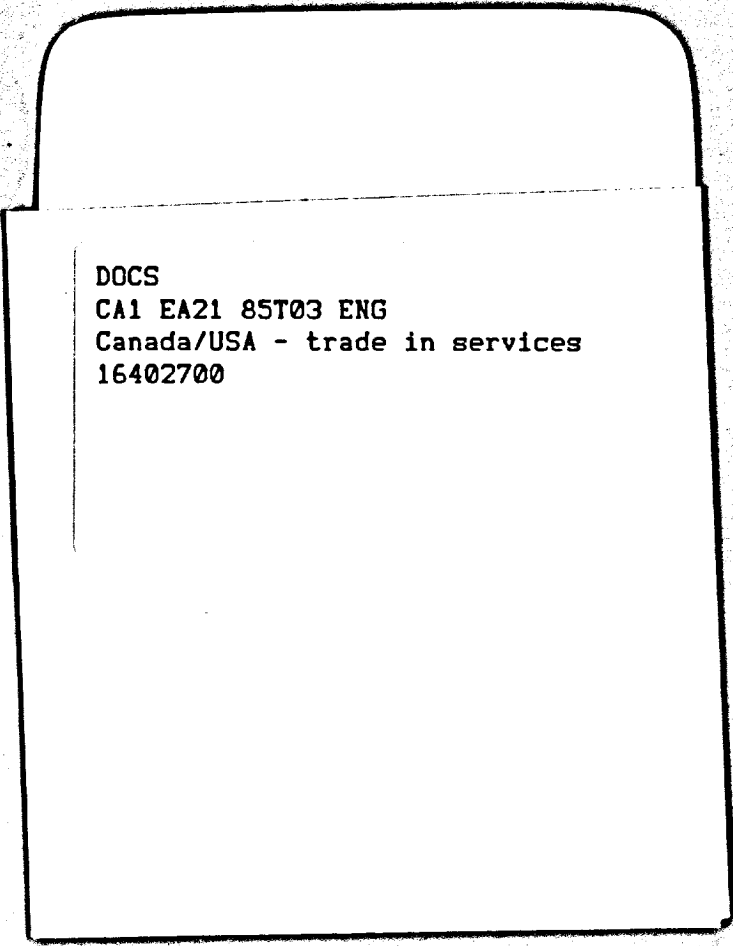 DOCS
CA1 EA21 85T03 ENG
Canada/USA - trade in services
16402700